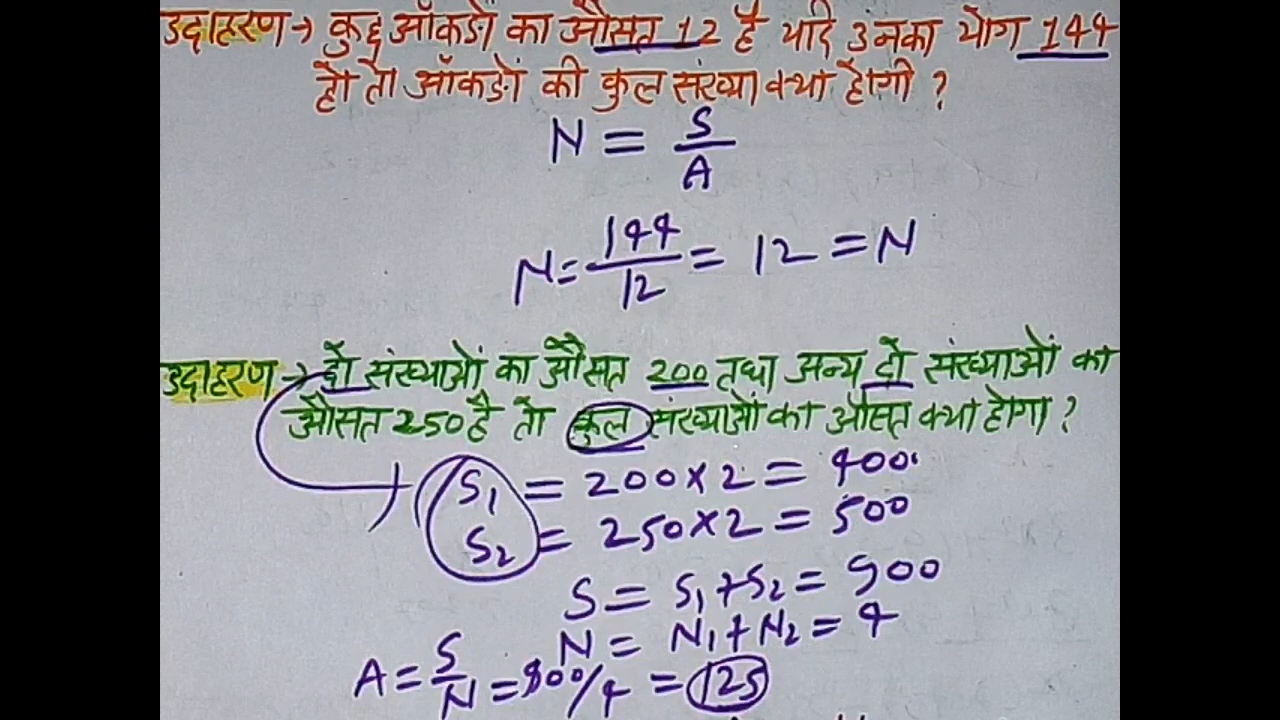 उदाहरण→ कुछ आँकडों का औसत 12 है यदि उनका योग 144
हो तो आँकडों की कुल संख्या क्या होगी ?
N = S/A
N = 144/12 = 12 = N
उदाहरण→ दो संख्याओं का औसत 200 तथा अन्य दो संख्याओं का
औसत 250 है तो कुल संख्याओं का औसत क्या होगा ?
S₁ = 200×2 = 400
S₂ = 250×2 = 500
S = S₁+S₂ = 900
N = N₁+N₂ = 4
A = S/N = 900/4 = 125